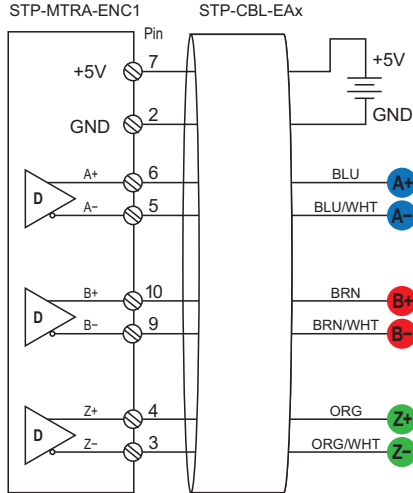 STP-MTRA-ENC1 STP-CBL-EAx
Pin
+5V 7 +5V
GND 2 GND
D A+ 6 BLU A+
A− 5 BLU/WHT A−
D B+ 10 BRN B+
B− 9 BRN/WHT B−
D Z+ 4 ORG Z+
Z− 3 ORG/WHT Z−